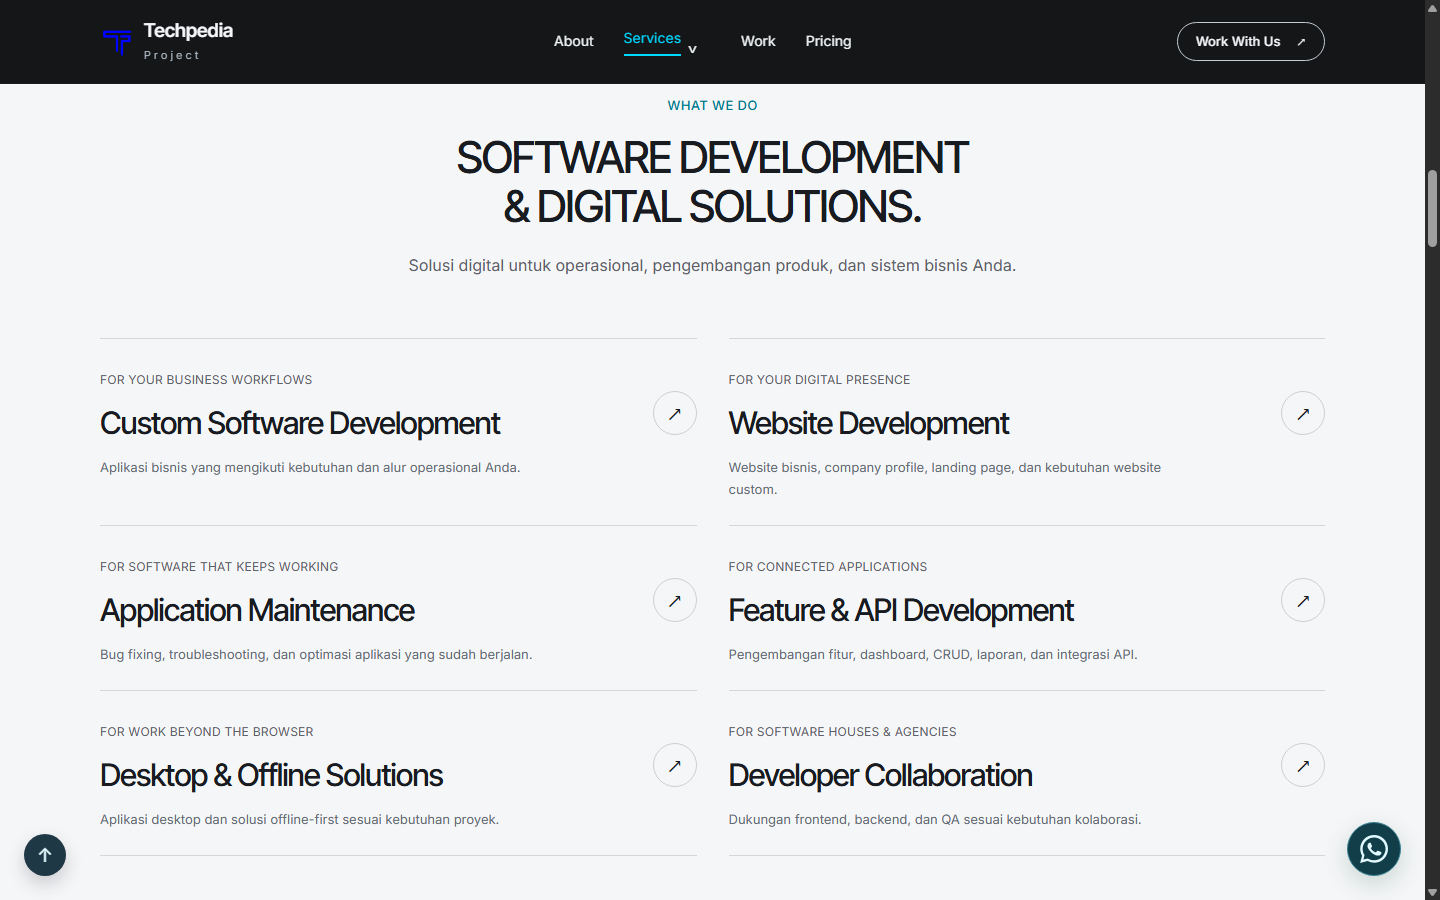 Techpedia
Project
About
Services
Work
Pricing
Work With Us ↗
WHAT WE DO
SOFTWARE DEVELOPMENT
& DIGITAL SOLUTIONS.
Solusi digital untuk operasional, pengembangan produk, dan sistem bisnis Anda.
FOR YOUR BUSINESS WORKFLOWS
Custom Software Development
Aplikasi bisnis yang mengikuti kebutuhan dan alur operasional Anda.
FOR YOUR DIGITAL PRESENCE
Website Development
Website bisnis, company profile, landing page, dan kebutuhan website
custom.
FOR SOFTWARE THAT KEEPS WORKING
Application Maintenance
Bug fixing, troubleshooting, dan optimasi aplikasi yang sudah berjalan.
FOR CONNECTED APPLICATIONS
Feature & API Development
Pengembangan fitur, dashboard, CRUD, laporan, dan integrasi API.
FOR WORK BEYOND THE BROWSER
Desktop & Offline Solutions
Aplikasi desktop dan solusi offline-first sesuai kebutuhan proyek.
FOR SOFTWARE HOUSES & AGENCIES
Developer Collaboration
Dukungan frontend, backend, dan QA sesuai kebutuhan kolaborasi.